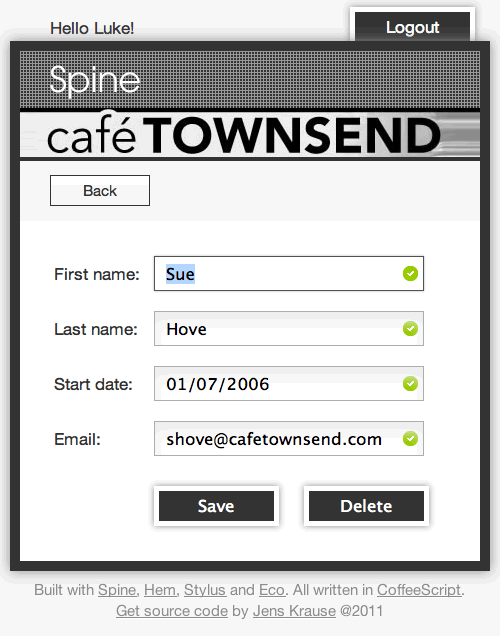 Hello Luke!
Logout
Spine
café TOWNSEND
Back
First name: Sue
Last name: Hove
Start date: 01/07/2006
Email: shove@cafetownsend.com
Save Delete
Built with Spine, Hem, Stylus and Eco. All written in CoffeeScript.
Get source code by Jens Krause @2011